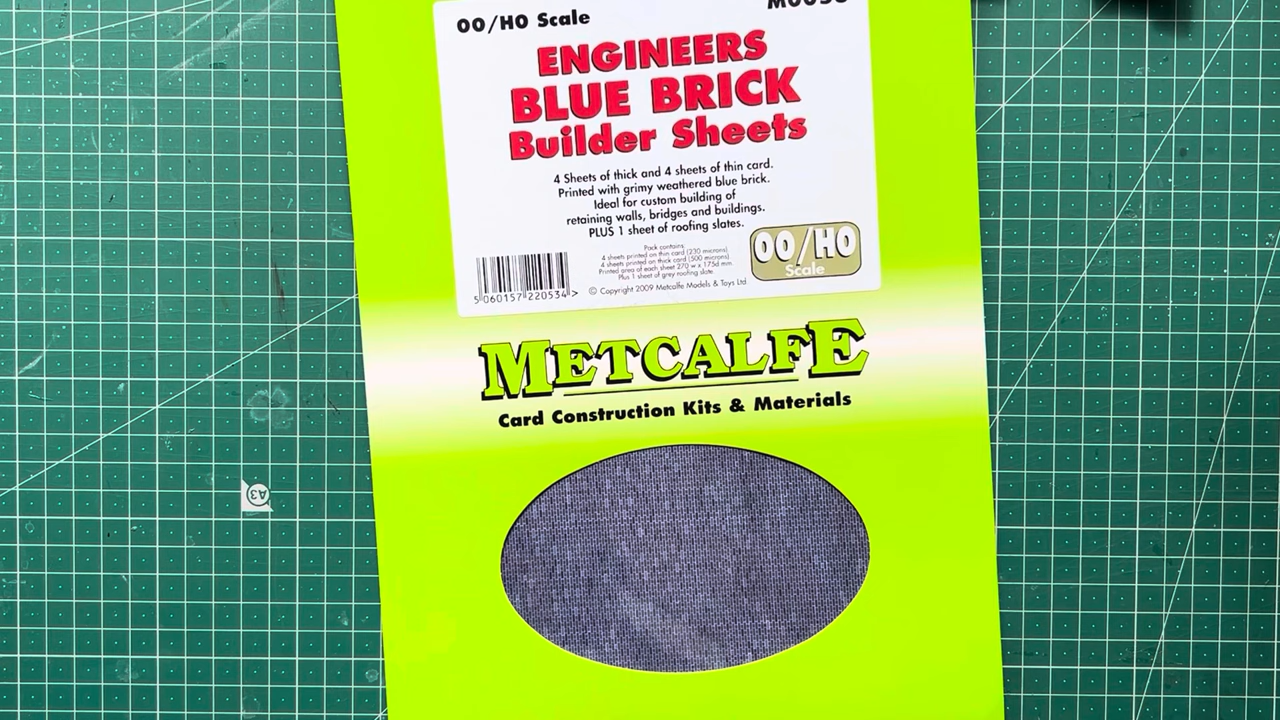 00/HO Scale
ENGINEERS
BLUE BRICK
Builder Sheets
4 Sheets of thick and 4 sheets of thin card.
Printed with grimy weathered blue brick.
Ideal for custom building of
retaining walls, bridges and buildings.
PLUS 1 sheet of roofing slates.
Pack contains:
4 sheets printed on thin card (230 microns)
4 sheets printed on thick card (500 microns)
Printed area of each sheet 270 w x 175d mm.
Plus 1 sheet of grey roofing slate.
© Copyright 2009 Metcalfe Models & Toys Ltd
5 060157 220534 >
00/HO
Scale
METCALFE
Card Construction Kits & Materials
A3